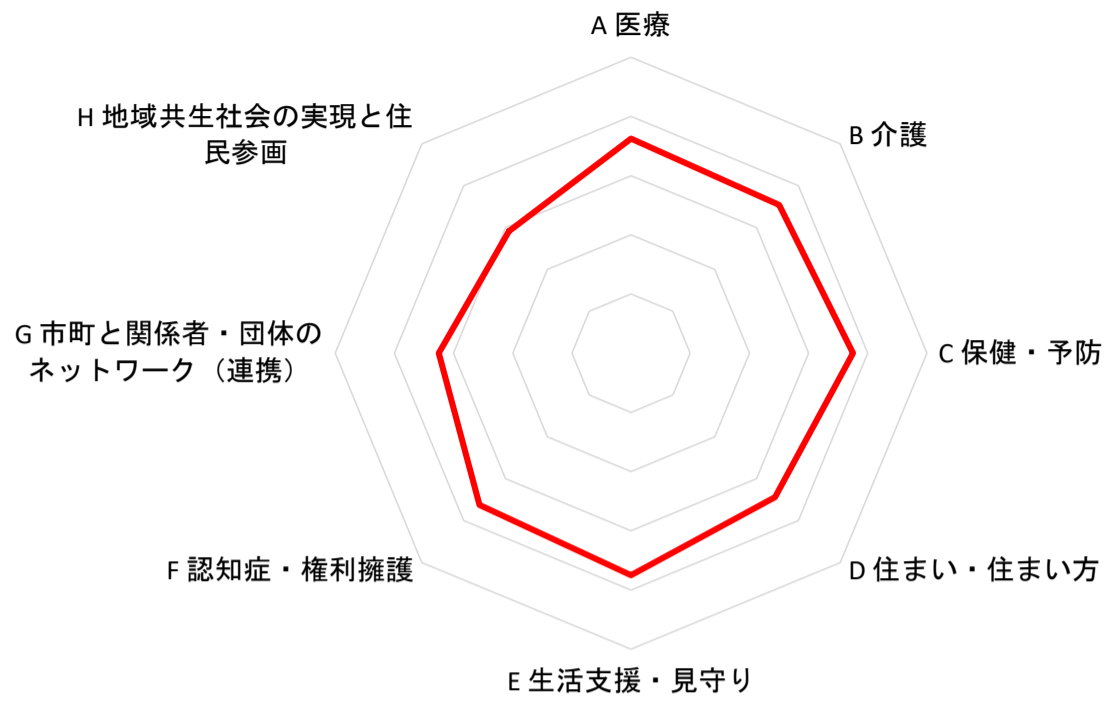 A 医療
B 介護
C 保健・予防
D 住まい・住まい方
E 生活支援・見守り
F 認知症・権利擁護
G 市町と関係者・団体の
ネットワーク（連携）
H 地域共生社会の実現と住
民参画